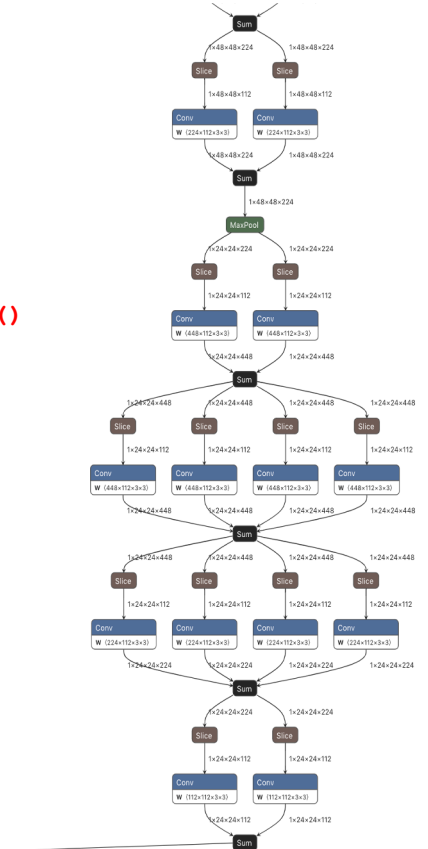 Sum
1×48×48×224 1×48×48×224
Slice Slice
1×48×48×112 1×48×48×112
Conv Conv
W (224×112×3×3) W (224×112×3×3)
1×48×48×224 1×48×48×224
Sum
1×48×48×224
MaxPool
1×24×24×224 1×24×24×224
Slice Slice
1×24×24×112 1×24×24×112
()
Conv Conv
W (448×112×3×3) W (448×112×3×3)
1×24×24×448 1×24×24×448
Sum
1×24×24×448 1×24×24×448 1×24×24×448 1×24×24×448
Slice Slice Slice Slice
1×24×24×112 1×24×24×112 1×24×24×112 1×24×24×112
Conv Conv Conv Conv
W (448×112×3×3) W (448×112×3×3) W (448×112×3×3) W (448×112×3×3)
1×24×24×448 1×24×24×448 1×24×24×448 1×24×24×448
Sum
1×24×24×448 1×24×24×448 1×24×24×448 1×24×24×448
Slice Slice Slice Slice
1×24×24×112 1×24×24×112 1×24×24×112 1×24×24×112
Conv Conv Conv Conv
W (224×112×3×3) W (224×112×3×3) W (224×112×3×3) W (224×112×3×3)
1×24×24×224 1×24×24×224 1×24×24×224 1×24×24×224
Sum
1×24×24×224 1×24×24×224
Slice Slice
1×24×24×112 1×24×24×112
Conv Conv
W (112×112×3×3) W (112×112×3×3)
1×24×24×112 1×24×24×112
Sum